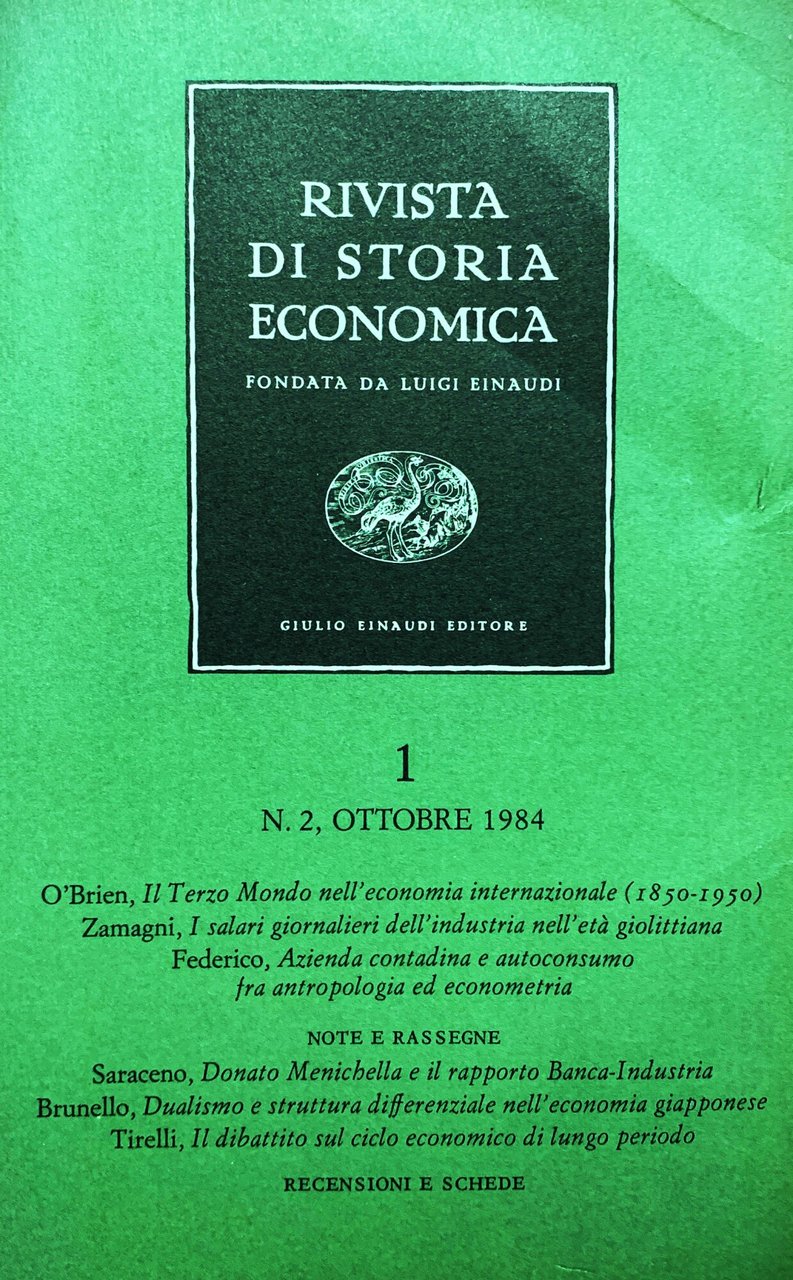 RIVISTA
DI STORIA
ECONOMICA
FONDATA DA LUIGI EINAUDI
GIULIO EINAUDI EDITORE
1
N. 2, OTTOBRE 1984
O'Brien, Il Terzo Mondo nell'economia internazionale (1850-1950)
Zamagni, I salari giornalieri dell'industria nell'età giolittiana
Federico, Azienda contadina e autoconsumo
fra antropologia ed econometria
NOTE E RASSEGNE
Saraceno, Donato Menichella e il rapporto Banca-Industria
Brunello, Dualismo e struttura differenziale nell'economia giapponese
Tirelli, Il dibattito sul ciclo economico di lungo periodo
RECENSIONI E SCHEDE